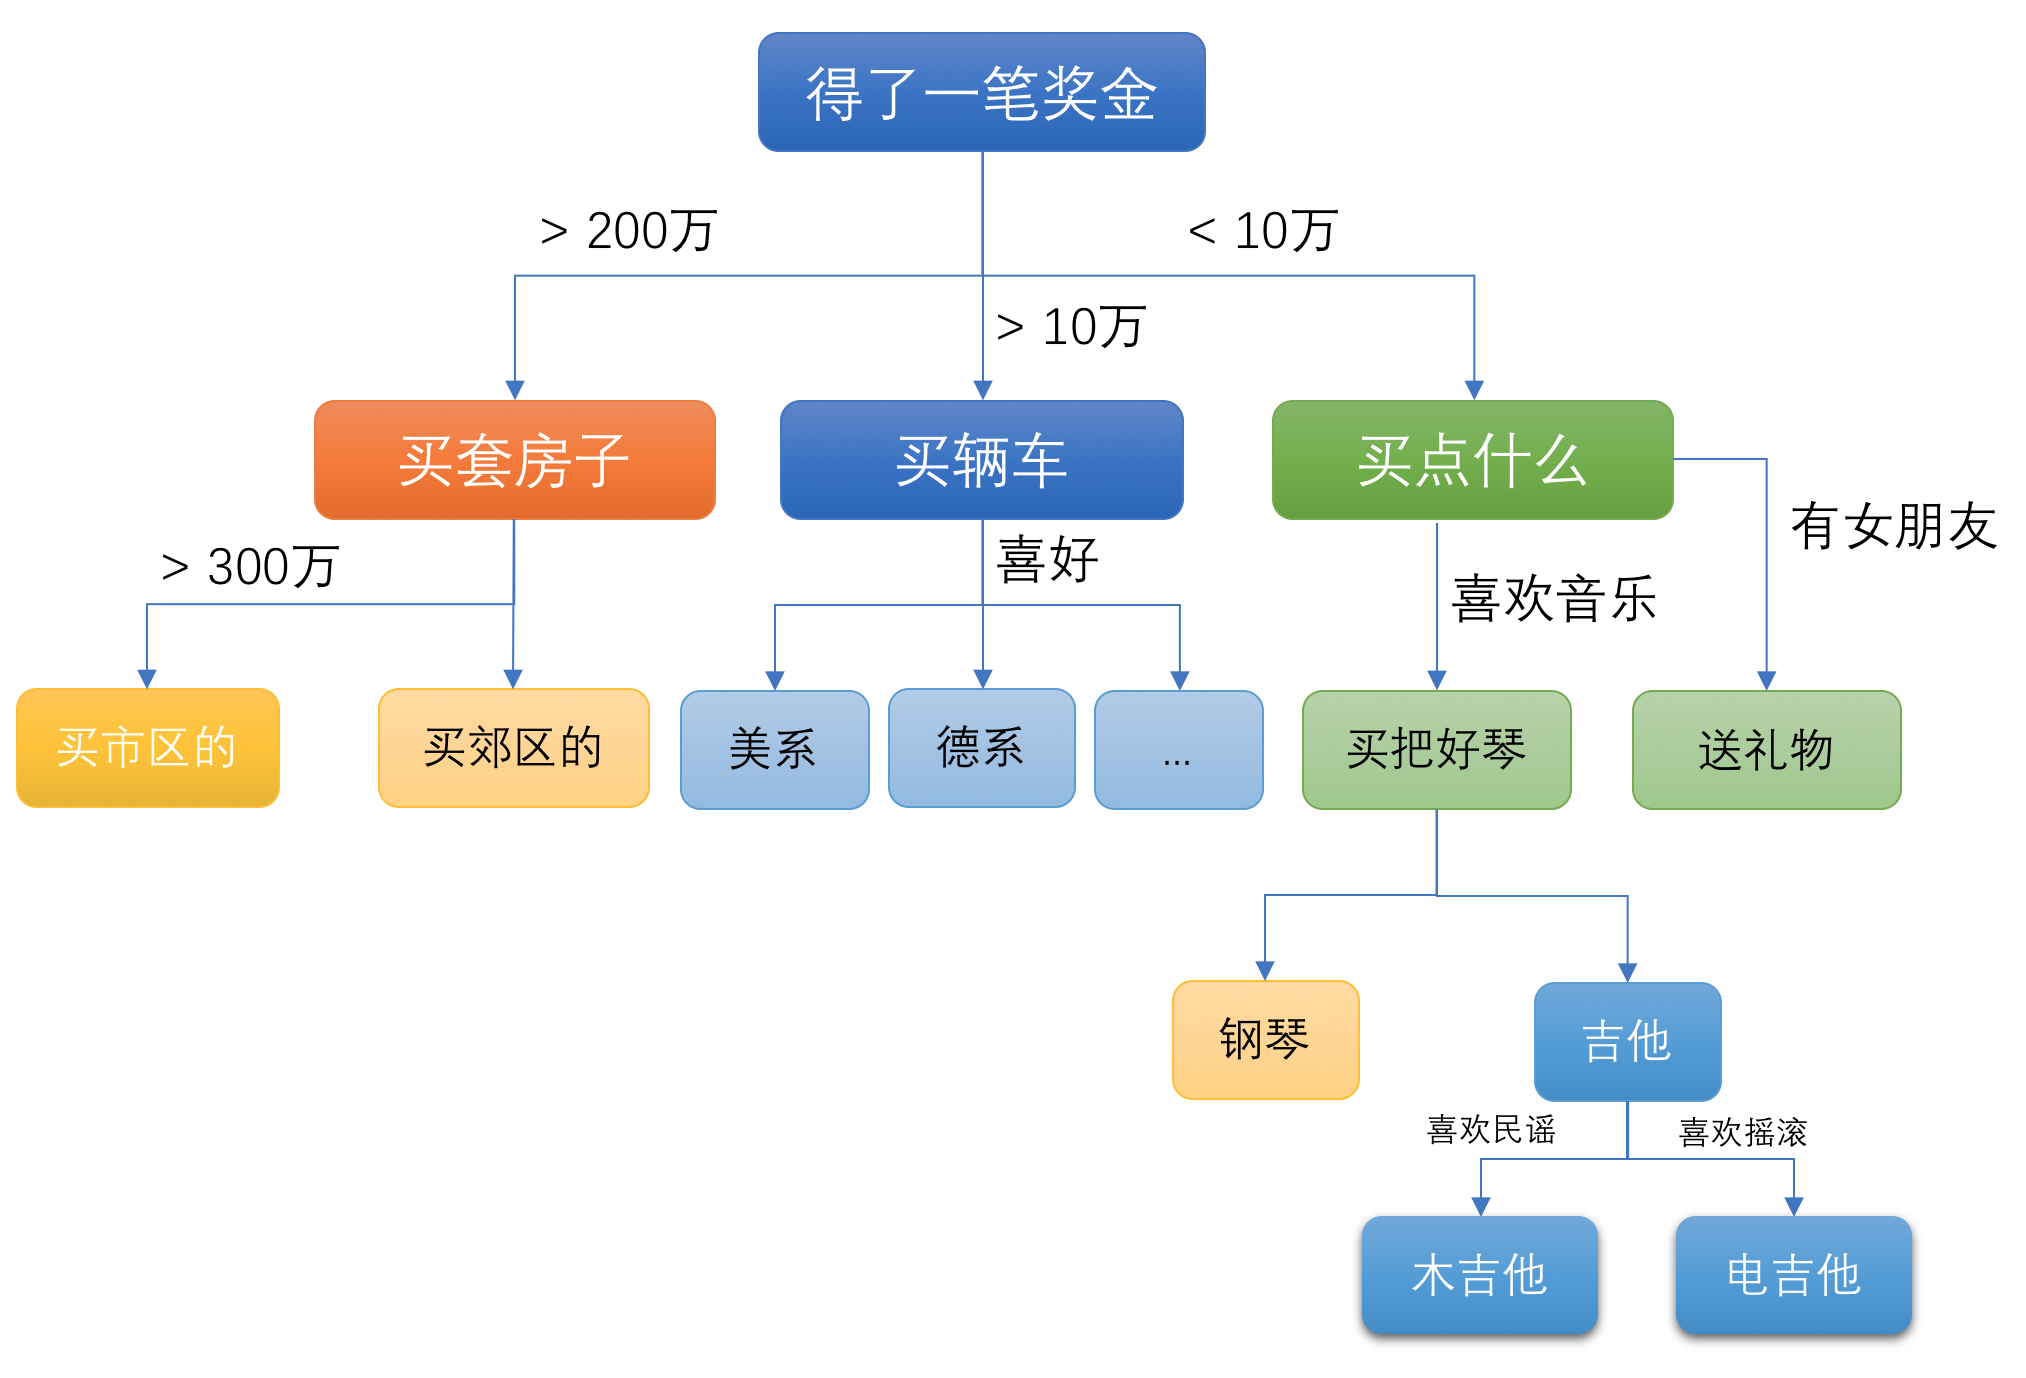 得了一笔奖金
> 200万
< 10万
> 10万
买套房子
买辆车
买点什么
有女朋友
> 300万
喜好
喜欢音乐
买市区的
买郊区的
美系
德系
...
买把好琴
送礼物
钢琴
吉他
喜欢民谣
喜欢摇滚
木吉他
电吉他